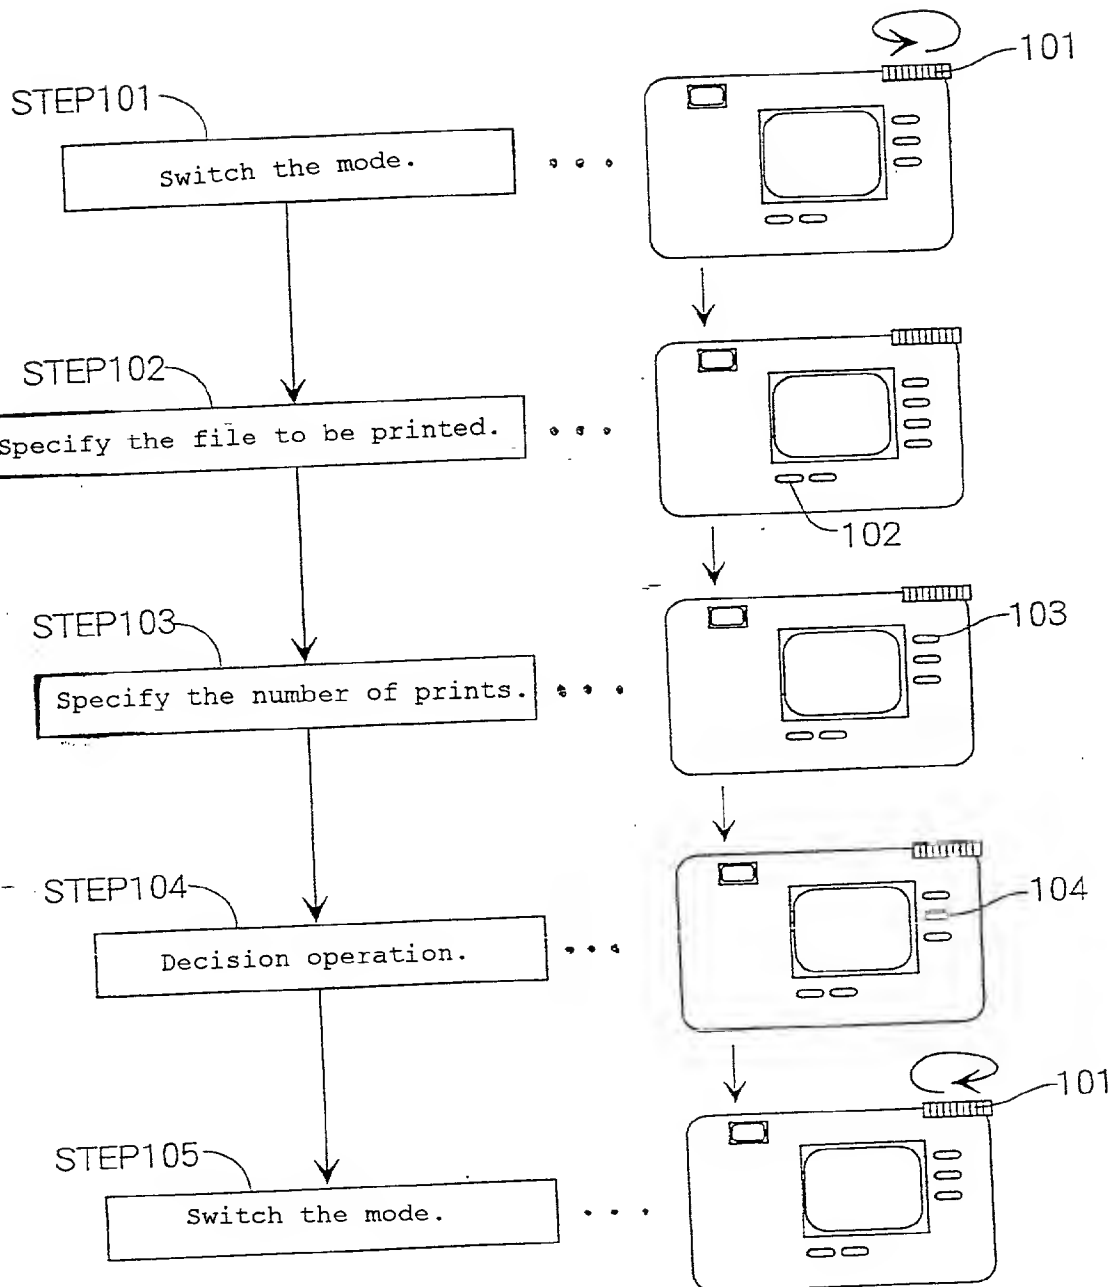 101
STEP101
Switch the mode.
STEP102
Specify the file to be printed.
102
STEP103
103
Specify the number of prints.
STEP104
104
Decision operation.
101
STEP105
Switch the mode.